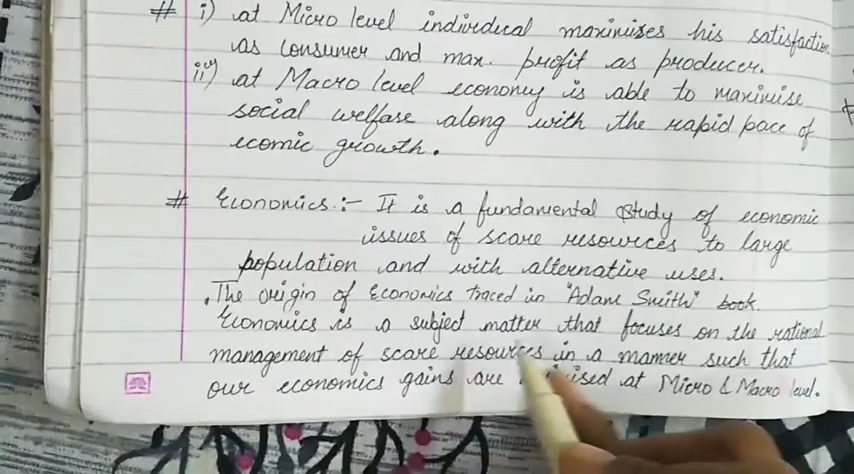 # i) at Micro level individual maximises his satisfaction
as consumer and max. profit as producer.
ii) at Macro level economy is able to maximise
social welfare along with the rapid pace of
ecomic growth.
# Economics :- It is a fundamental study of economic
issues of scare resources to large
population and with alternative uses.
. The origin of Economics traced in "Adam Smith" book.
Economics is a subject matter that focuses on the rational
management of scare resources in a manner such that
our economics gains are at Micro & Macro level.